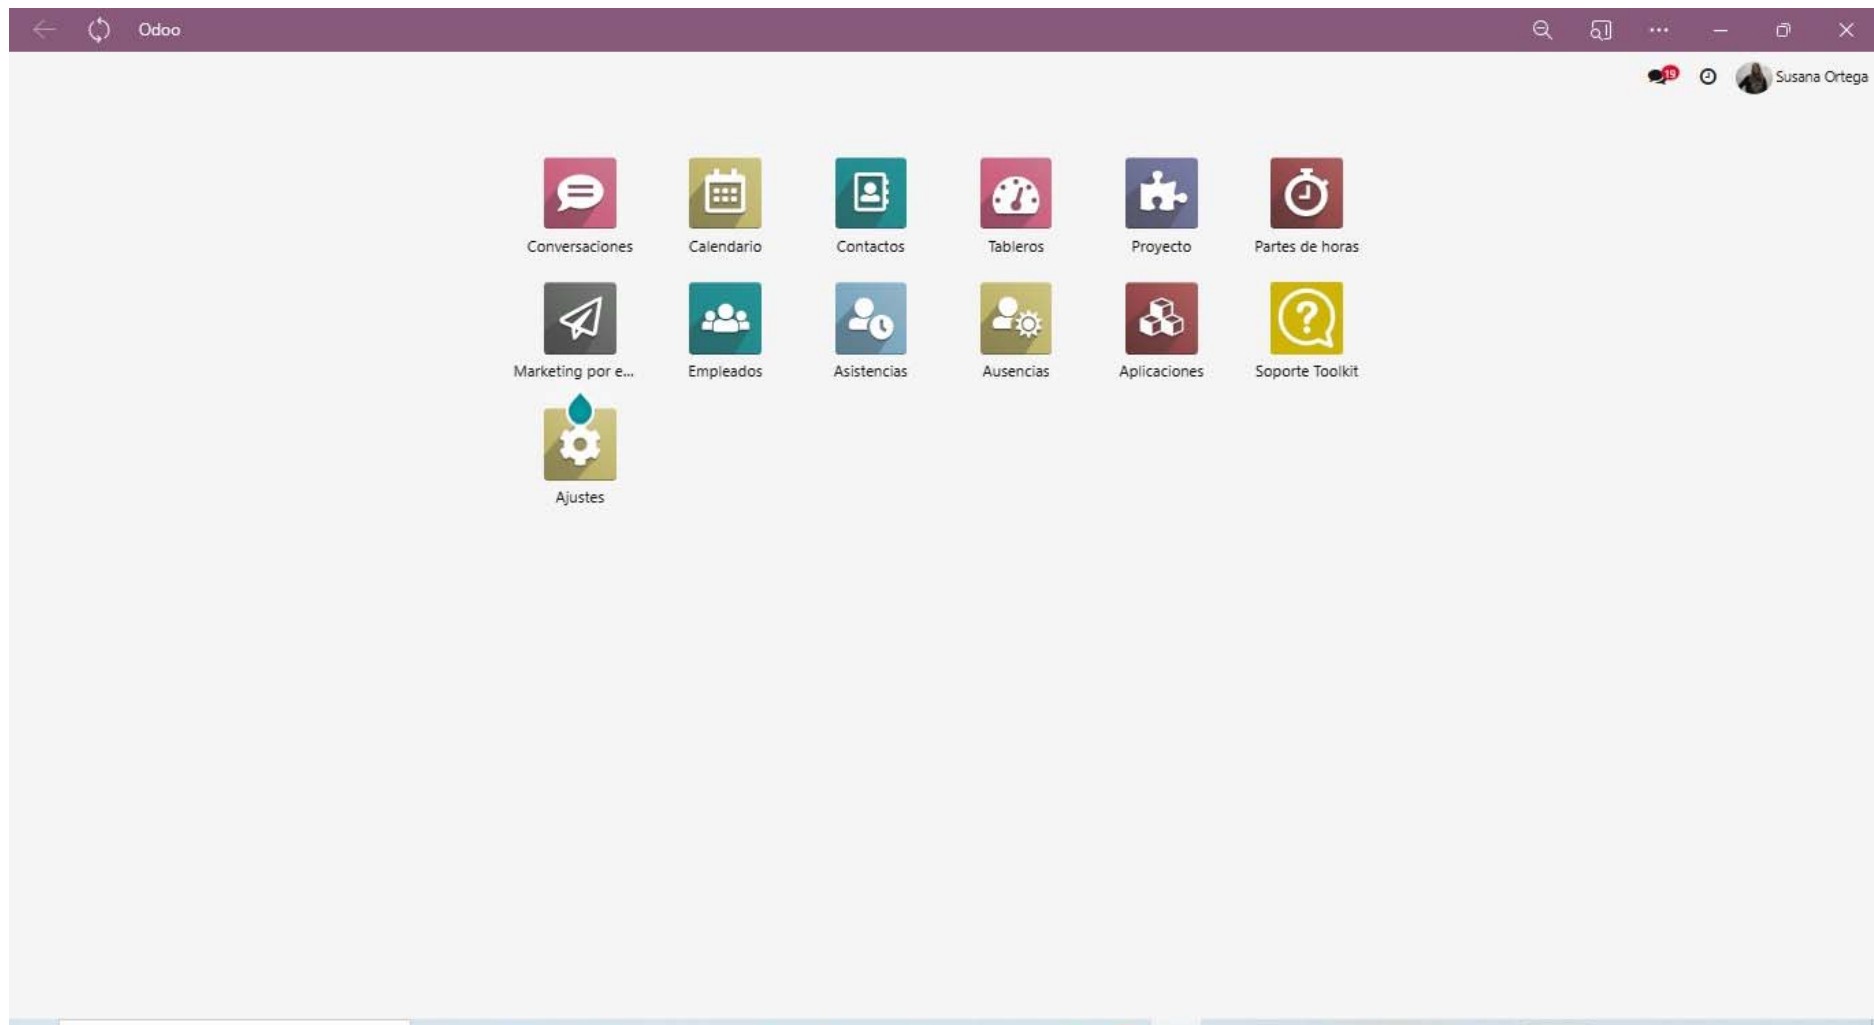 Odoo
19
Susana Ortega
Conversaciones
Calendario
Contactos
Tableros
Proyecto
Partes de horas
Marketing por e...
Empleados
Asistencias
Ausencias
Aplicaciones
Soporte Toolkit
Ajustes